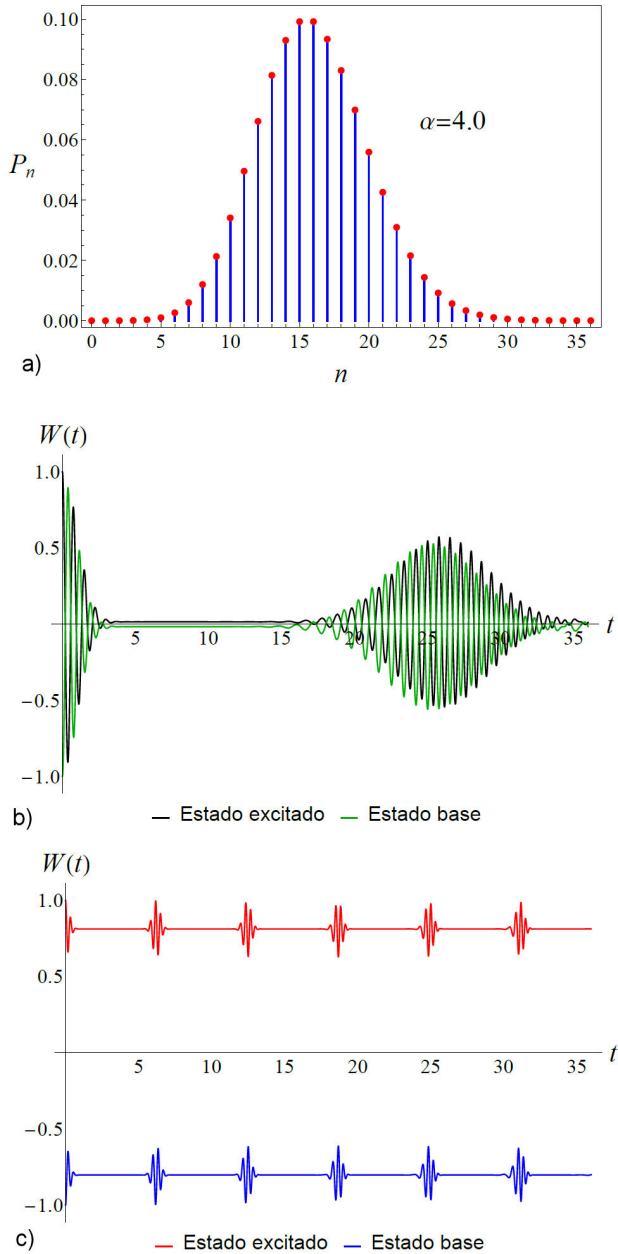 0.10
0.08
0.06
0.04
0.02
0.00
P_n
α=4.0
0 5 10 15 20 25 30 35
n
a)
W(t)
1.0
0.5
−0.5
−1.0
5 10 15 20 25 30 35
t
b)
Estado excitado Estado base
W(t)
1.0
0.5
−0.5
−1.0
5 10 15 20 25 30 35
t
c)
Estado excitado Estado base